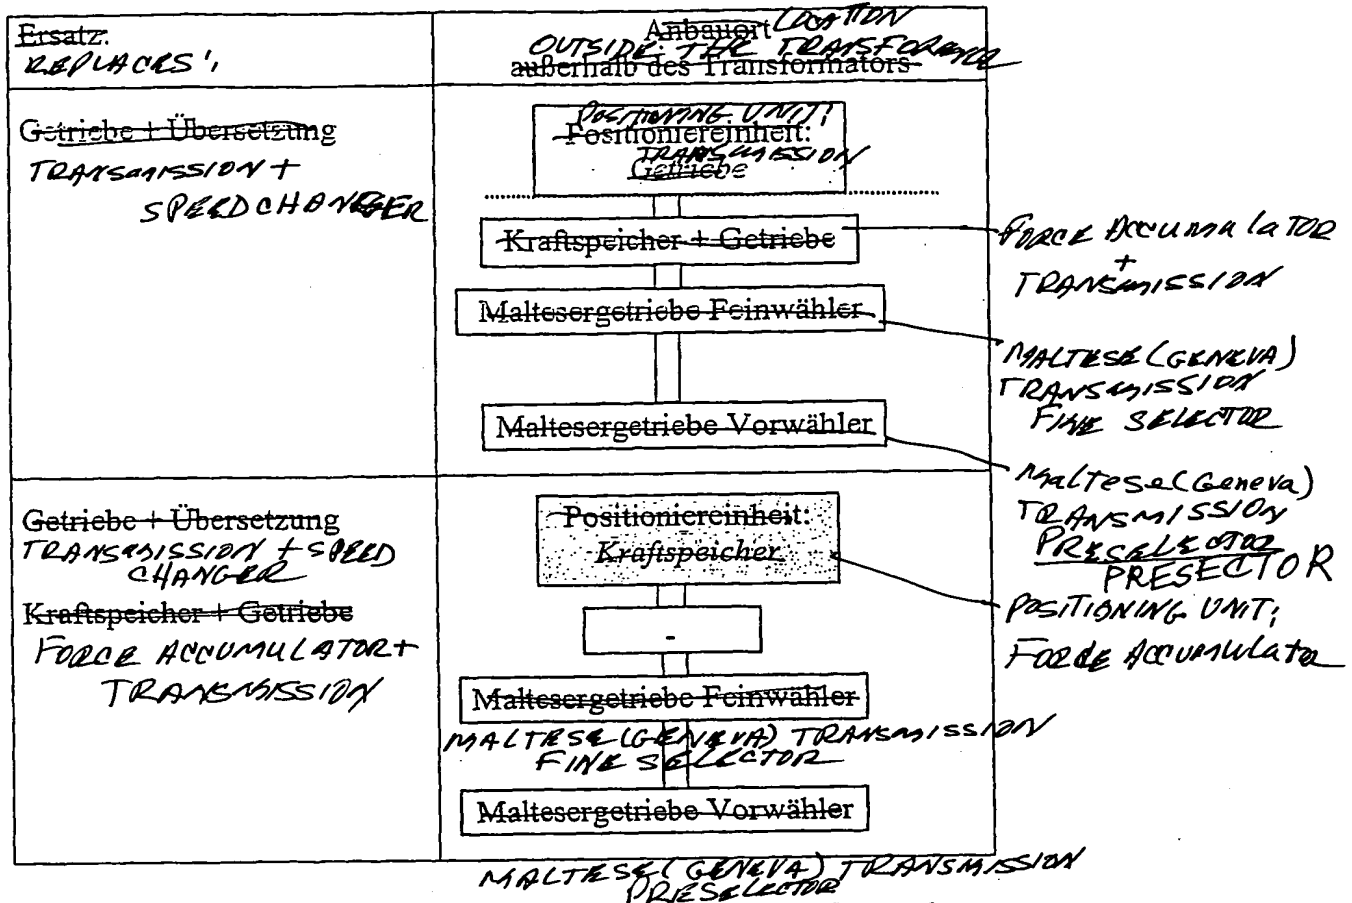 Ersatz:
REPLACES:
Anbauort LOCATION
OUTSIDE THE TRANSFORMER
außerhalb des Transformators
Getriebe + Übersetzung
TRANSMISSION +
SPEED CHANGER
POSITIONING UNIT:
Positioniereinheit:
TRANSMISSION
Getriebe
Kraftspeicher + Getriebe
FORCE ACCUMULATOR
+
TRANSMISSION
Maltesergetriebe Feinwähler
MALTESE (GENEVA)
TRANSMISSION
FINE SELECTOR
Maltesergetriebe Vorwähler
Maltese (Geneva)
TRANSMISSION
PRESELECTOR
PRESECTOR
Getriebe + Übersetzung
TRANSMISSION + SPEED
CHANGER
Kraftspeicher + Getriebe
FORCE ACCUMULATOR +
TRANSMISSION
Positioniereinheit:
Kraftspeicher
POSITIONING UNIT:
FORCE ACCUMULATOR
-
Maltesergetriebe Feinwähler
MALTESE (GENEVA) TRANSMISSION
FINE SELECTOR
Maltesergetriebe Vorwähler
MALTESE (GENEVA) TRANSMISSION
PRESELECTOR